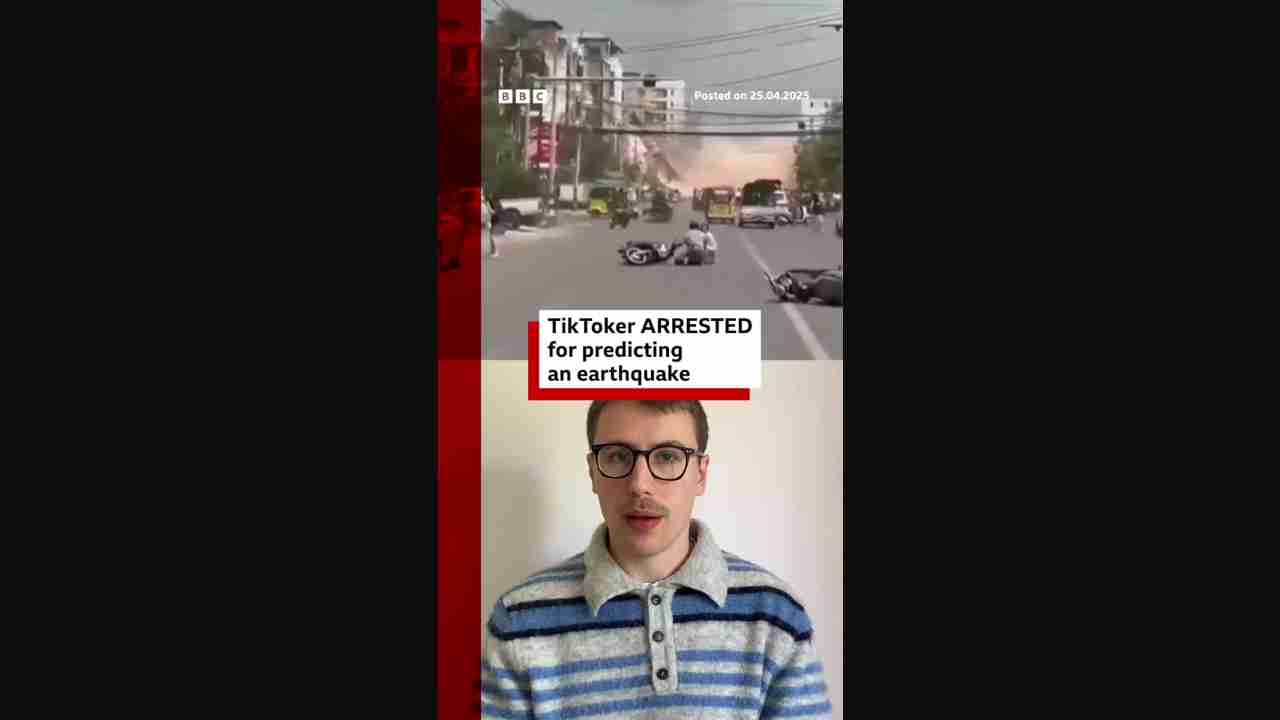 BBC
Posted on 25.04.2025
TikToker ARRESTED
for predicting
an earthquake